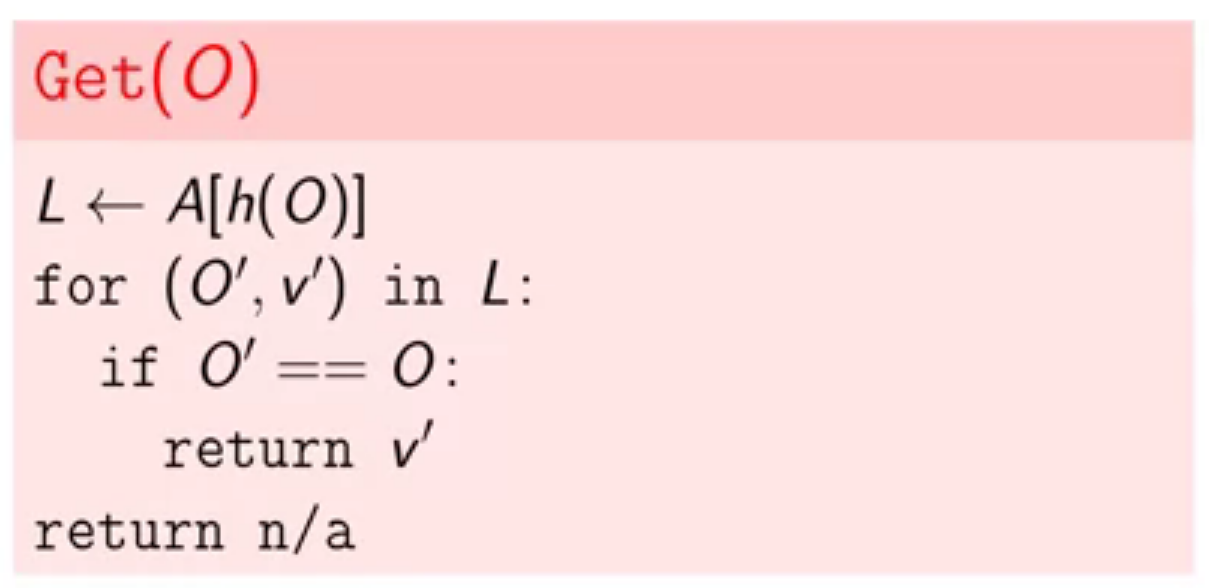 Get(O)
L ← A[h(O)]
for (O′, v′) in L:
if O′ == O:
return v′
return n/a